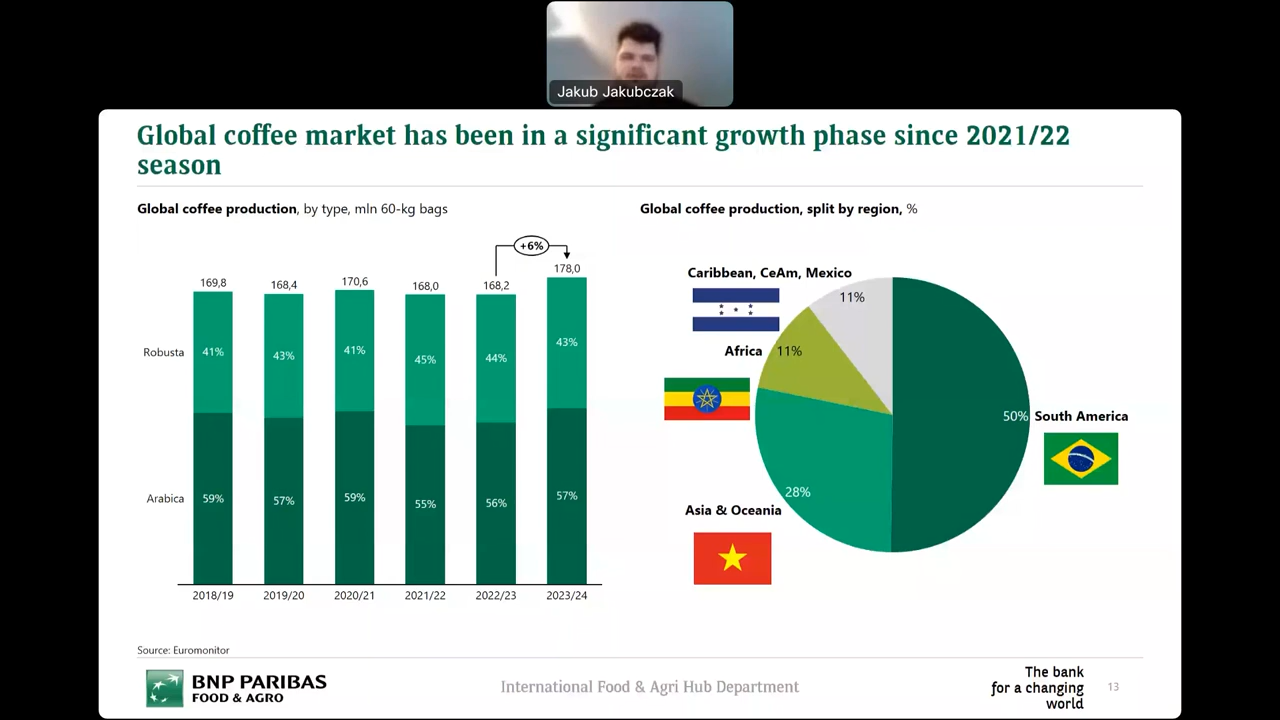 Jakub Jakubczak
Global coffee market has been in a significant growth phase since 2021/22
season
Global coffee production, by type, mln 60-kg bags
+6%
169,8
168,4
170,6
168,0
168,2
178,0
Robusta
41%
43%
41%
45%
44%
43%
Arabica
59%
57%
59%
55%
56%
57%
2018/19
2019/20
2020/21
2021/22
2022/23
2023/24
Global coffee production, split by region, %
Caribbean, CeAm, Mexico
11%
Africa
11%
50%
South America
28%
Asia & Oceania
Source: Euromonitor
BNP PARIBAS
FOOD & AGRO
International Food & Agri Hub Department
The bank
for a changing
world
13